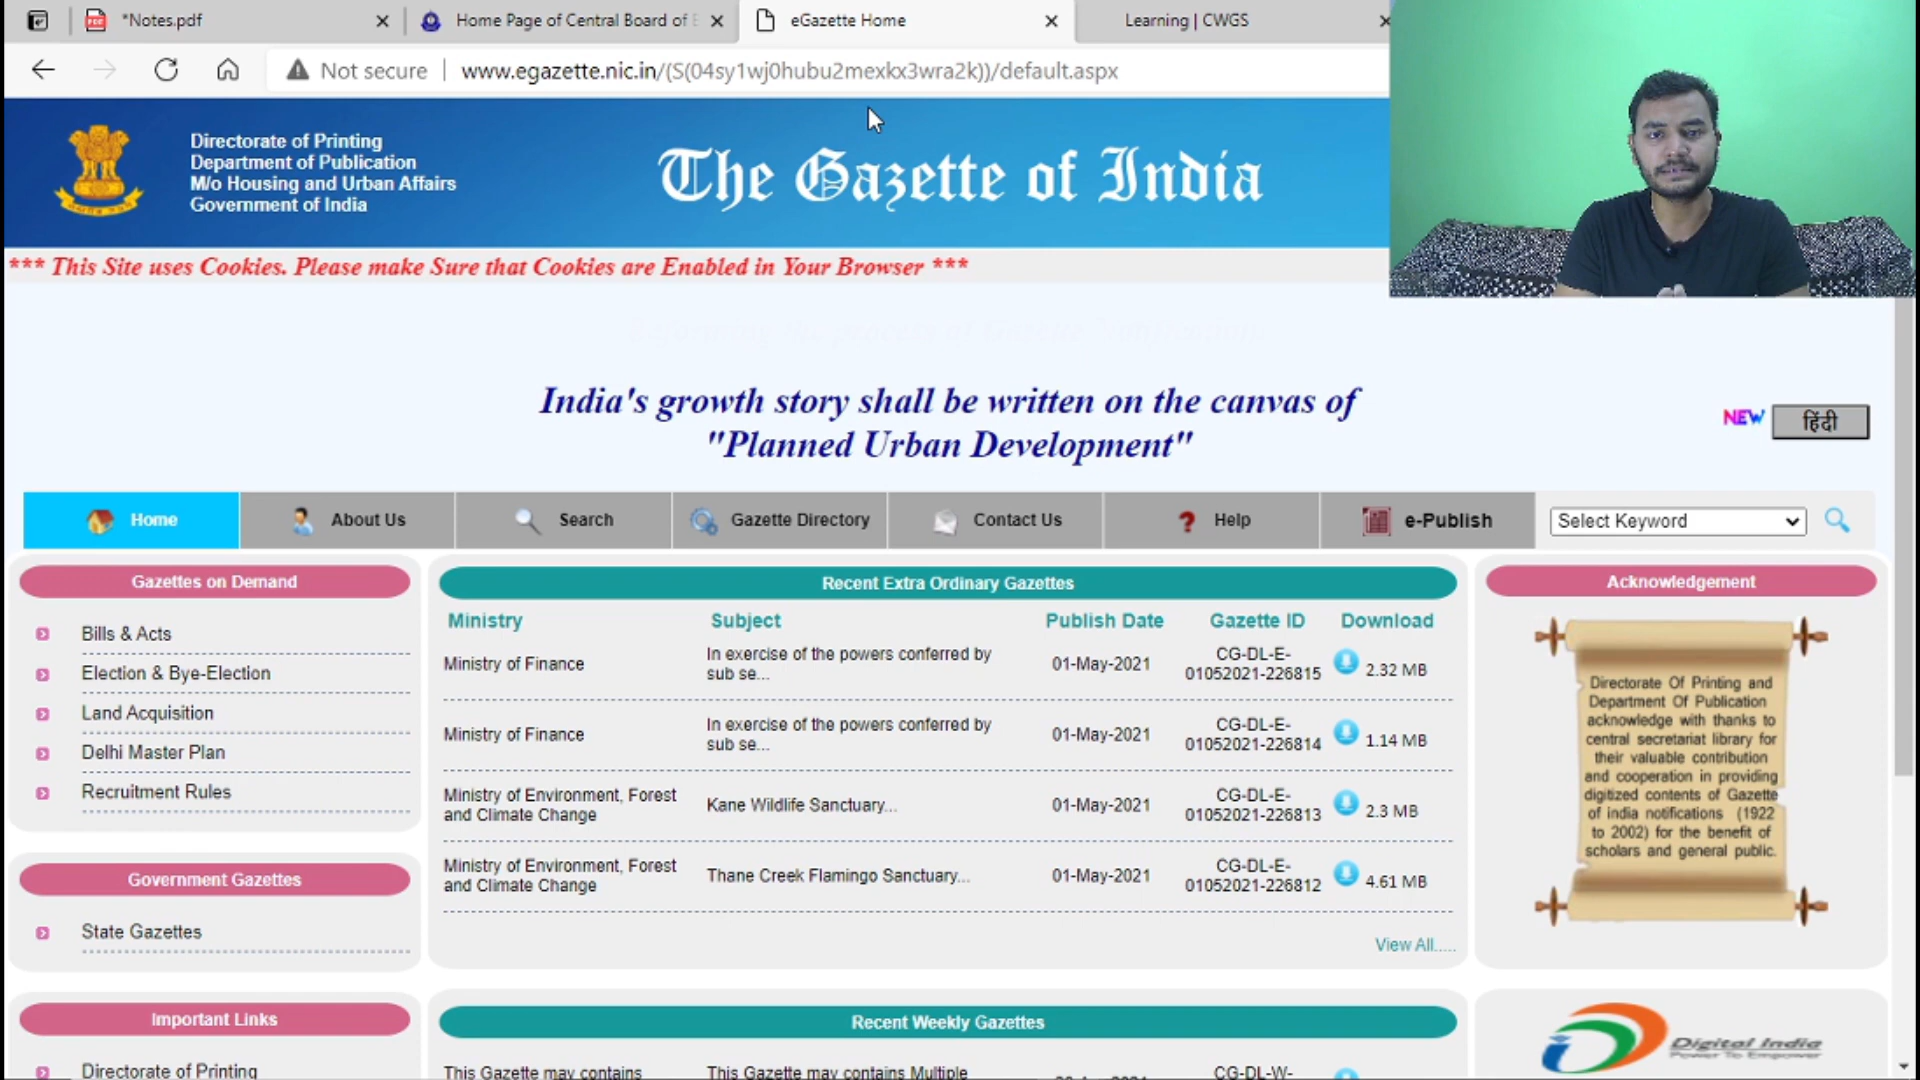 *Notes.pdf
Home Page of Central Board of E
eGazette Home
Learning | CWGS
Not secure
www.egazette.nic.in/(S(04sy1wj0hubu2mexkx3wra2k))/default.aspx
Directorate of Printing
Department of Publication
M/o Housing and Urban Affairs
Government of India
The Gazette of India
*** This Site uses Cookies. Please make Sure that Cookies are Enabled in Your Browser ***
India's growth story shall be written on the canvas of
"Planned Urban Development"
NEW
हिंदी
Home
About Us
Search
Gazette Directory
Contact Us
Help
e-Publish
Select Keyword
Gazettes on Demand
Bills & Acts
Election & Bye-Election
Land Acquisition
Delhi Master Plan
Recruitment Rules
Government Gazettes
State Gazettes
Important Links
Directorate of Printing
Recent Extra Ordinary Gazettes
Ministry Subject Publish Date Gazette ID Download
Ministry of Finance
In exercise of the powers conferred by
sub se...
01-May-2021
CG-DL-E-
01052021-226815
2.32 MB
Ministry of Finance
In exercise of the powers conferred by
sub se...
01-May-2021
CG-DL-E-
01052021-226814
1.14 MB
Ministry of Environment, Forest
and Climate Change
Kane Wildlife Sanctuary...
01-May-2021
CG-DL-E-
01052021-226813
2.3 MB
Ministry of Environment, Forest
and Climate Change
Thane Creek Flamingo Sanctuary...
01-May-2021
CG-DL-E-
01052021-226812
4.61 MB
View All.....
Recent Weekly Gazettes
This Gazette may contains
This Gazette may contains Multiple
CG-DL-W-
Acknowledgement
Directorate Of Printing and
Department Of Publication
acknowledge with thanks to
central secretariat library for
their valuable contribution
and cooperation in providing
digitized contents of Gazette
of india notifications (1922
to 2002) for the benefit of
scholars and general public.
Digital India
Power To Empower